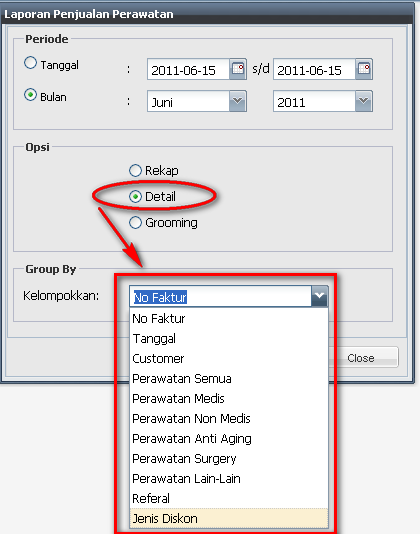 Laporan Penjualan Perawatan
Periode
Tanggal : 2011-06-15 s/d 2011-06-15
Bulan : Juni 2011
Opsi
Rekap
Detail
Grooming
Group By
Kelompokkan: No Faktur
No Faktur
Tanggal
Customer
Perawatan Semua
Perawatan Medis
Perawatan Non Medis
Perawatan Anti Aging
Perawatan Surgery
Perawatan Lain-Lain
Referal
Jenis Diskon
Close